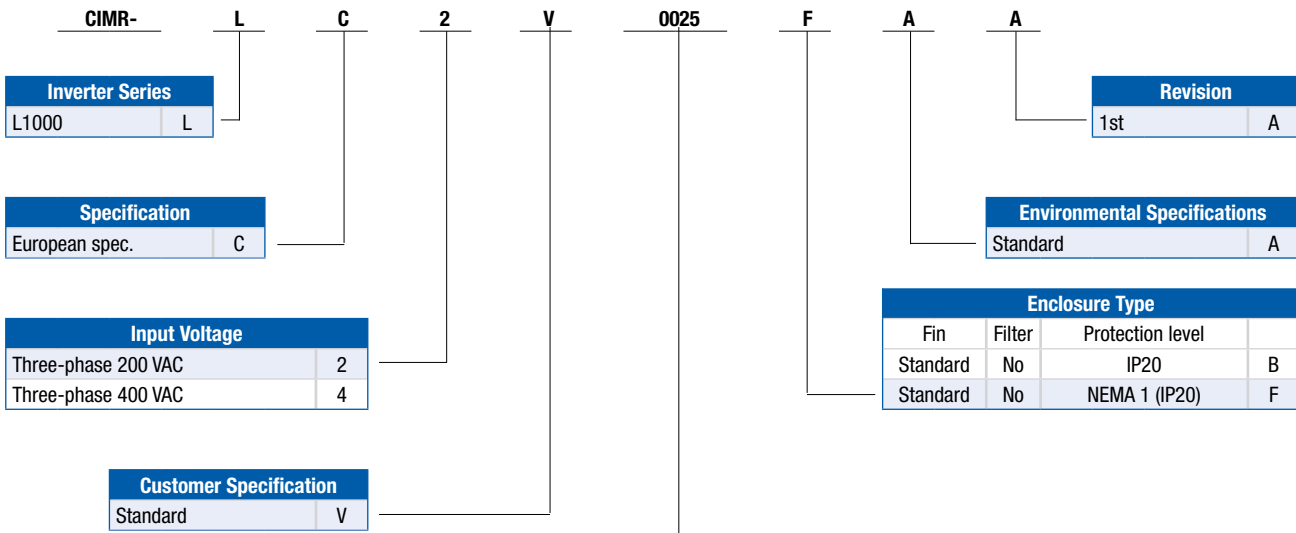 CIMR- L C 2 V 0025 F A A
Inverter Series
L1000 L
Revision
1st A
Specification
European spec. C
Environmental Specifications
Standard A
Input Voltage
Three-phase 200 VAC 2
Three-phase 400 VAC 4
Enclosure Type
Fin Filter Protection level
Standard No IP20 B
Standard No NEMA 1 (IP20) F
Customer Specification
Standard V